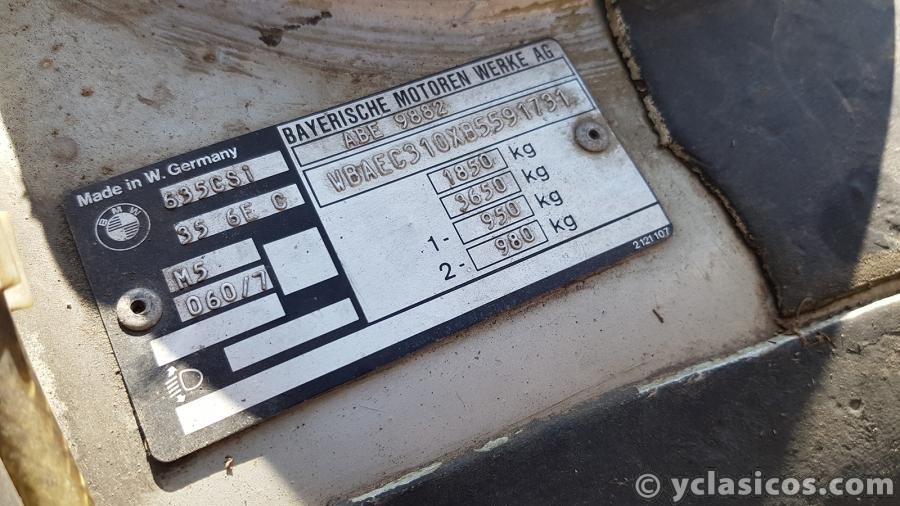 BAYERISCHE MOTOREN WERKE AG
ABE 9882
WBAEC310XB5591731
1850 kg
3650 kg
1- 950 kg
2- 980 kg
2 121 107
Made in W. Germany
BMW
635CSI
35 6E C
M5
060/7
© yclasicos.com